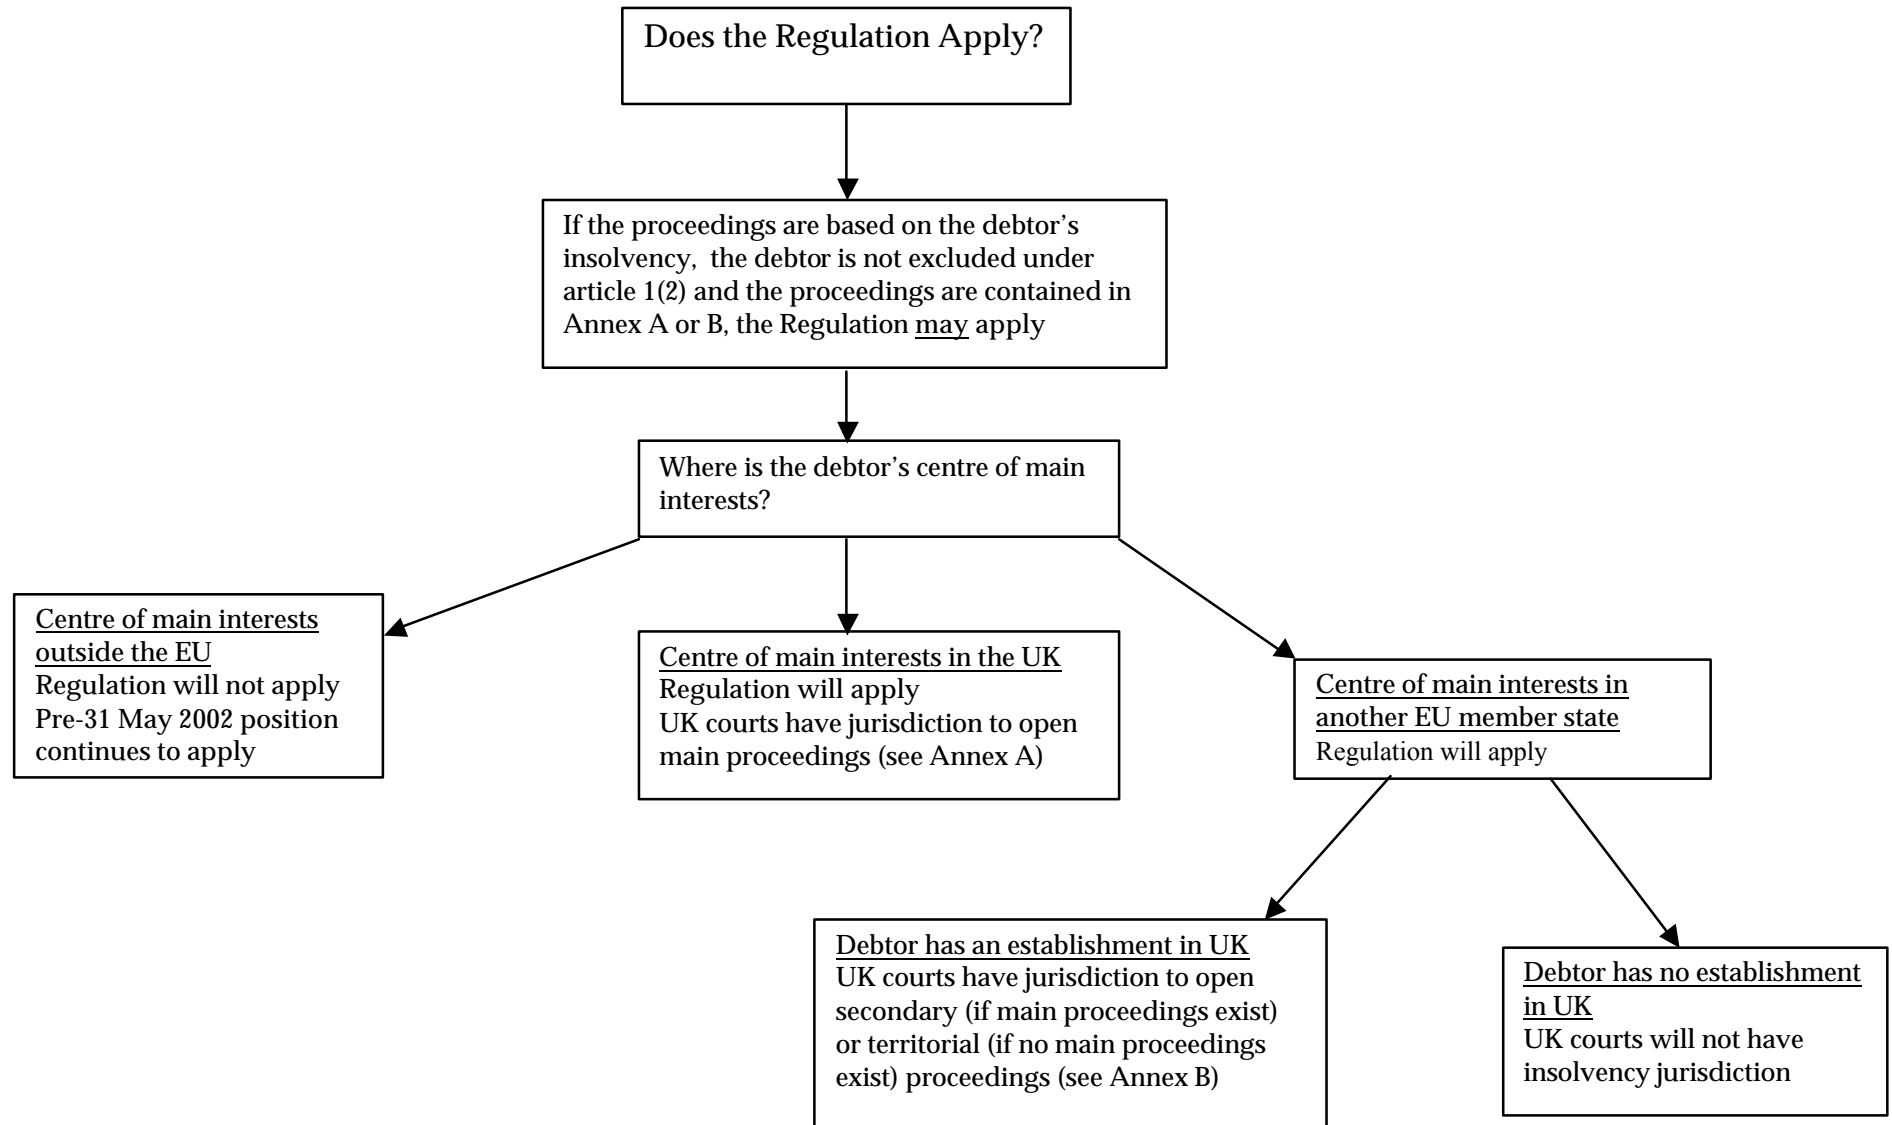 Does the Regulation Apply?
If the proceedings are based on the debtor’s
insolvency,  the debtor is not excluded under
article 1(2) and the proceedings are contained in
Annex A or B, the Regulation may apply
Where is the debtor’s centre of main
interests?
Centre of main interests
outside the EU
Regulation will not apply
Pre-31 May 2002 position
continues to apply
Centre of main interests in the UK
Regulation will apply
UK courts have jurisdiction to open
main proceedings (see Annex A)
Centre of main interests in
another EU member state
Regulation will apply
Debtor has an establishment in UK
UK courts have jurisdiction to open
secondary (if main proceedings exist)
or territorial (if no main proceedings
exist) proceedings (see Annex B)
Debtor has no establishment
in UK
UK courts will not have
insolvency jurisdiction